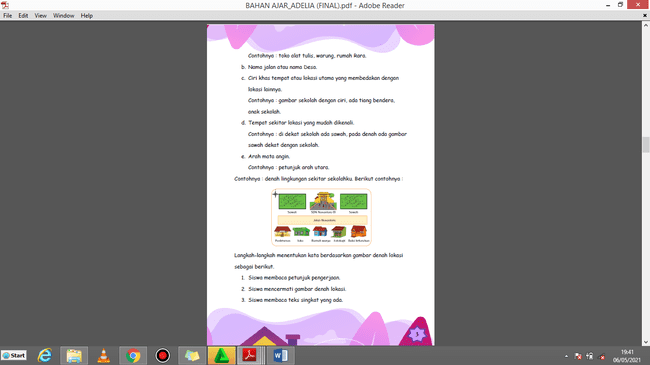 BAHAN AJAR_ADELIA (FINAL).pdf - Adobe Reader
File Edit View Window Help
Contohnya : toko alat tulis, warung, rumah Rara.
b. Nama jalan atau nama Desa.
c. Ciri khas tempat atau lokasi utama yang membedakan dengan
lokasi lainnya.
Contohnya : gambar sekolah dengan ciri, ada tiang bendera,
anak sekolah.
d. Tempat sekitar lokasi yang mudah dikenali.
Contohnya : di dekat sekolah ada sawah, pada denah ada gambar
sawah dekat dengan sekolah.
e. Arah mata angin.
Contohnya : petunjuk arah utara.
Contohnya : denah lingkungan sekitar sekolahku. Berikut contohnya :
Sawah
Sawah
Langkah-langkah menentukan kata berdasarkan gambar denah lokasi
sebagai berikut.
1. Siswa membaca petunjuk pengerjaan.
2. Siswa mencermati gambar denah lokasi.
3. Siswa membaca teks singkat yang ada.
Start
19:41
06/05/2021